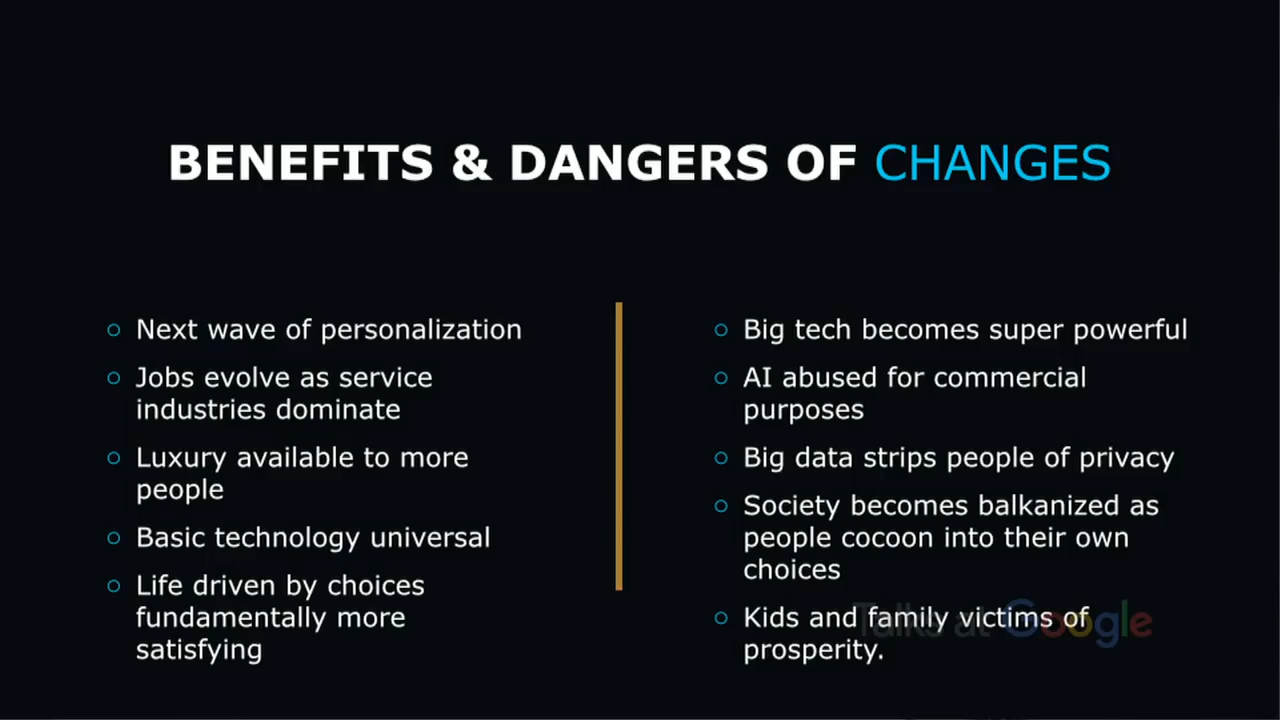 BENEFITS & DANGERS OF CHANGES
○ Next wave of personalization
○ Jobs evolve as service
industries dominate
○ Luxury available to more
people
○ Basic technology universal
○ Life driven by choices
fundamentally more
satisfying
○ Big tech becomes super powerful
○ AI abused for commercial
purposes
○ Big data strips people of privacy
○ Society becomes balkanized as
people cocoon into their own
choices
○ Kids and family victims of
prosperity.
Talks at Google